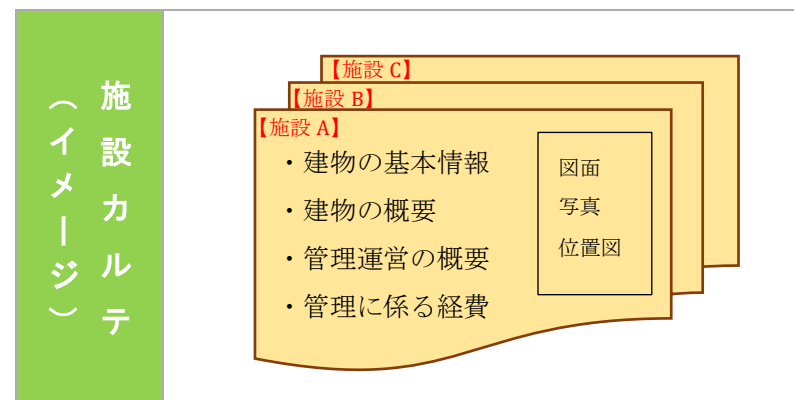 施設カルテ
（イメージ）
【施設 C】
【施設 B】
【施設 A】
・建物の基本情報
・建物の概要
・管理運営の概要
・管理に係る経費
図面
写真
位置図